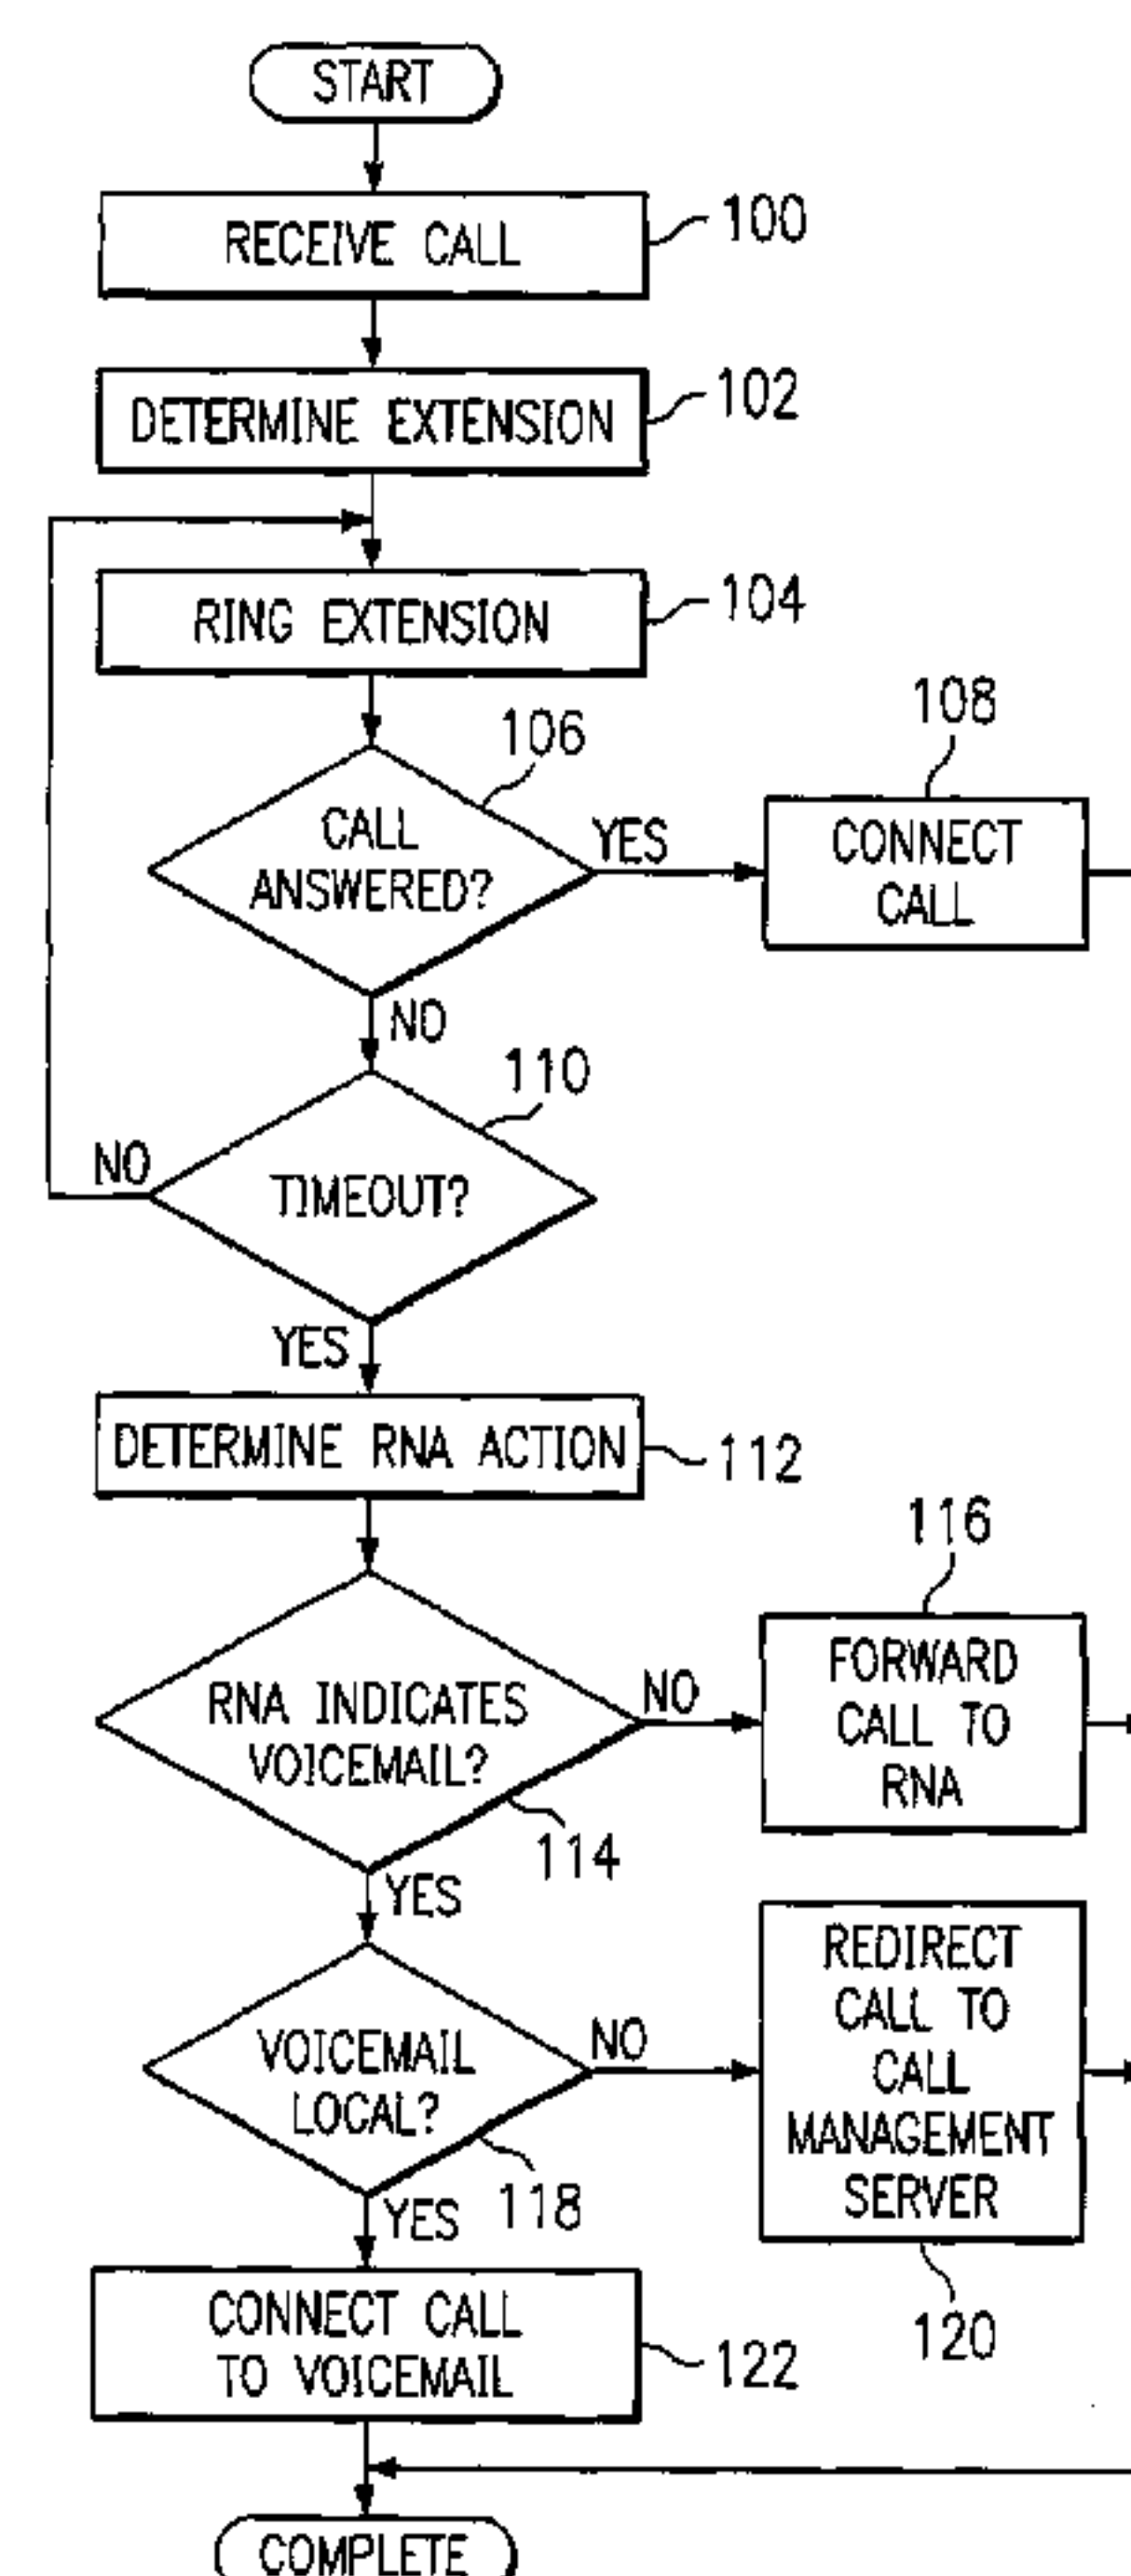 START
RECEIVE CALL
100
DETERMINE EXTENSION
102
RING EXTENSION
104
106
108
CALL
ANSWERED?
YES
CONNECT
CALL
NO
110
NO
TIMEOUT?
YES
DETERMINE RNA ACTION
112
116
RNA INDICATES
VOICEMAIL?
NO
FORWARD
CALL TO
RNA
114
YES
VOICEMAIL
LOCAL?
NO
REDIRECT
CALL TO
CALL
MANAGEMENT
SERVER
118
YES
120
CONNECT CALL
TO VOICEMAIL
122
COMPLETE